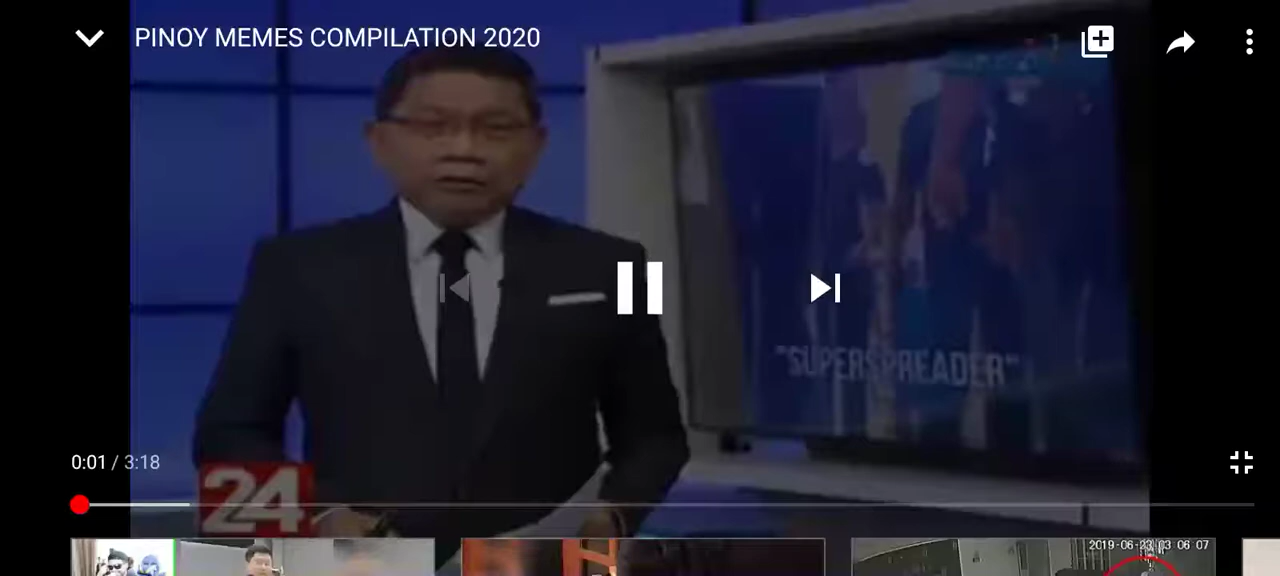 PINOY MEMES COMPILATION 2020
"SUPERSPREADER"
0:01 / 3:18
24
2019-06-23 03 06 07